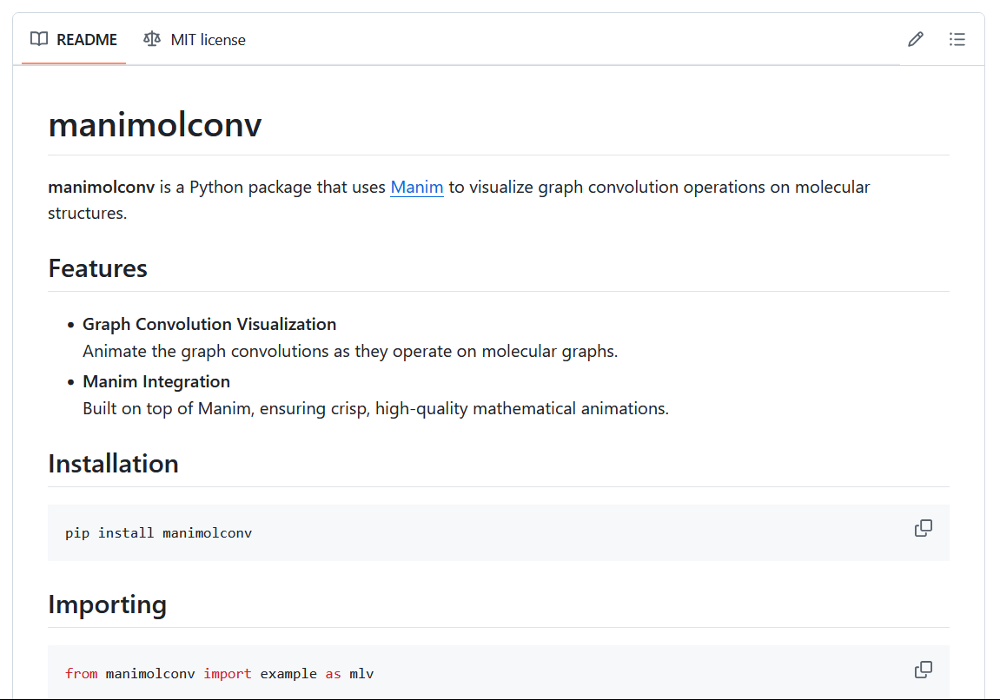 README MIT license
manimolconv
manimolconv is a Python package that uses Manim to visualize graph convolution operations on molecular
structures.
Features
• Graph Convolution Visualization
Animate the graph convolutions as they operate on molecular graphs.
• Manim Integration
Built on top of Manim, ensuring crisp, high-quality mathematical animations.
Installation
pip install manimolconv
Importing
from manimolconv import example as mlv